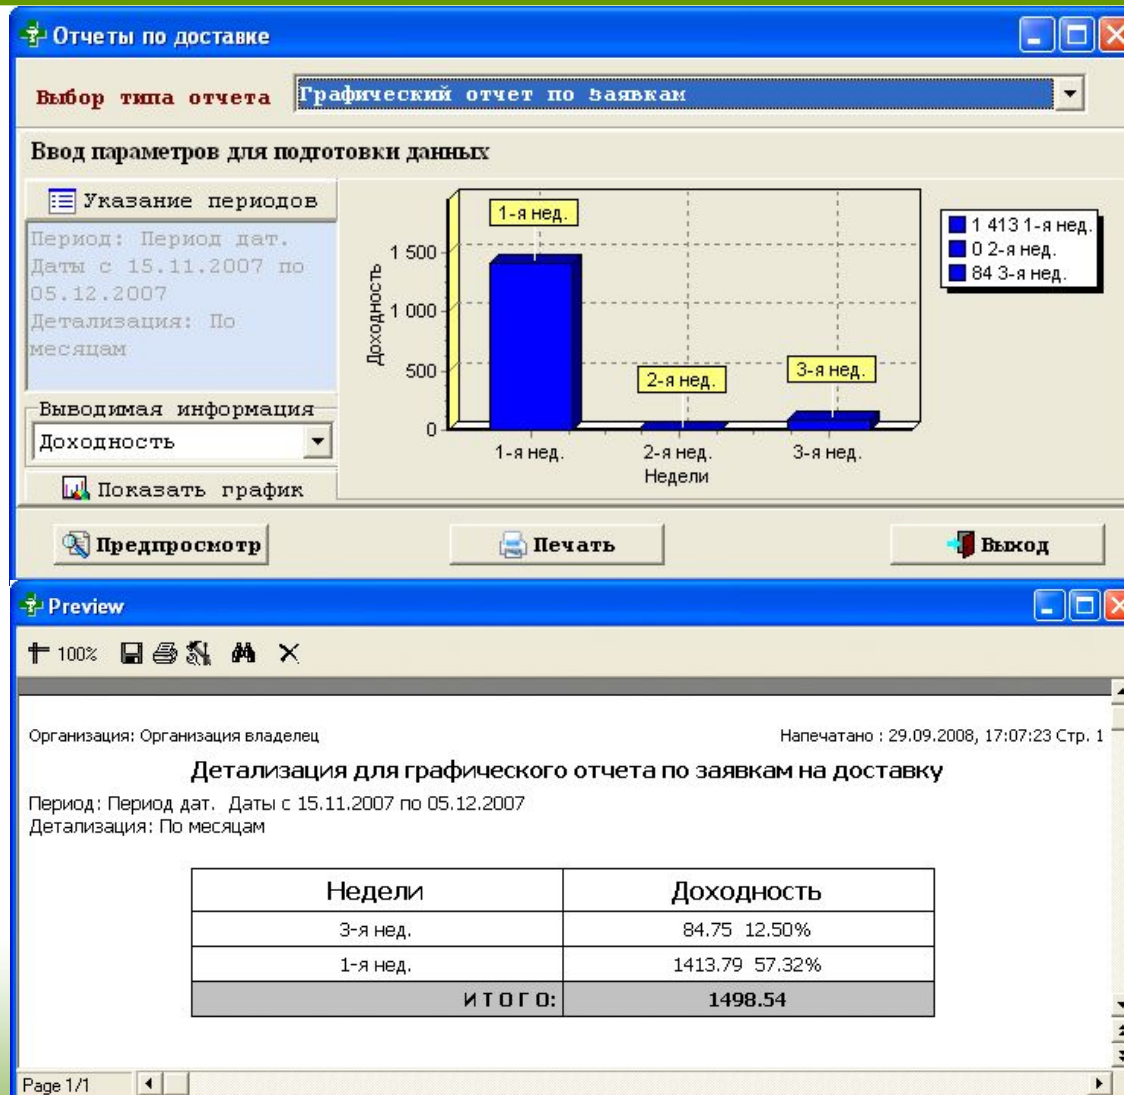 Отчеты по доставке
Выбор типа отчета Графический отчет по заявкам
Ввод параметров для подготовки данных
Указание периодов
Период: Период дат.
Даты с 15.11.2007 по
05.12.2007
Детализация: По
месяцам
Выводимая информация
Доходность
Показать график
Доходность
1 500
1 000
500
0
1-я нед.
2-я нед.
3-я нед.
1-я нед. 2-я нед. 3-я нед.
Недели
1 413 1-я нед.
0 2-я нед.
84 3-я нед.
Предпросмотр Печать Выход
Preview
100%
Организация: Организация владелец Напечатано : 29.09.2008, 17:07:23 Стр. 1
Детализация для графического отчета по заявкам на доставку
Период: Период дат. Даты с 15.11.2007 по 05.12.2007
Детализация: По месяцам
Недели Доходность
3-я нед. 84.75 12.50%
1-я нед. 1413.79 57.32%
И Т О Г О: 1498.54
Page 1/1